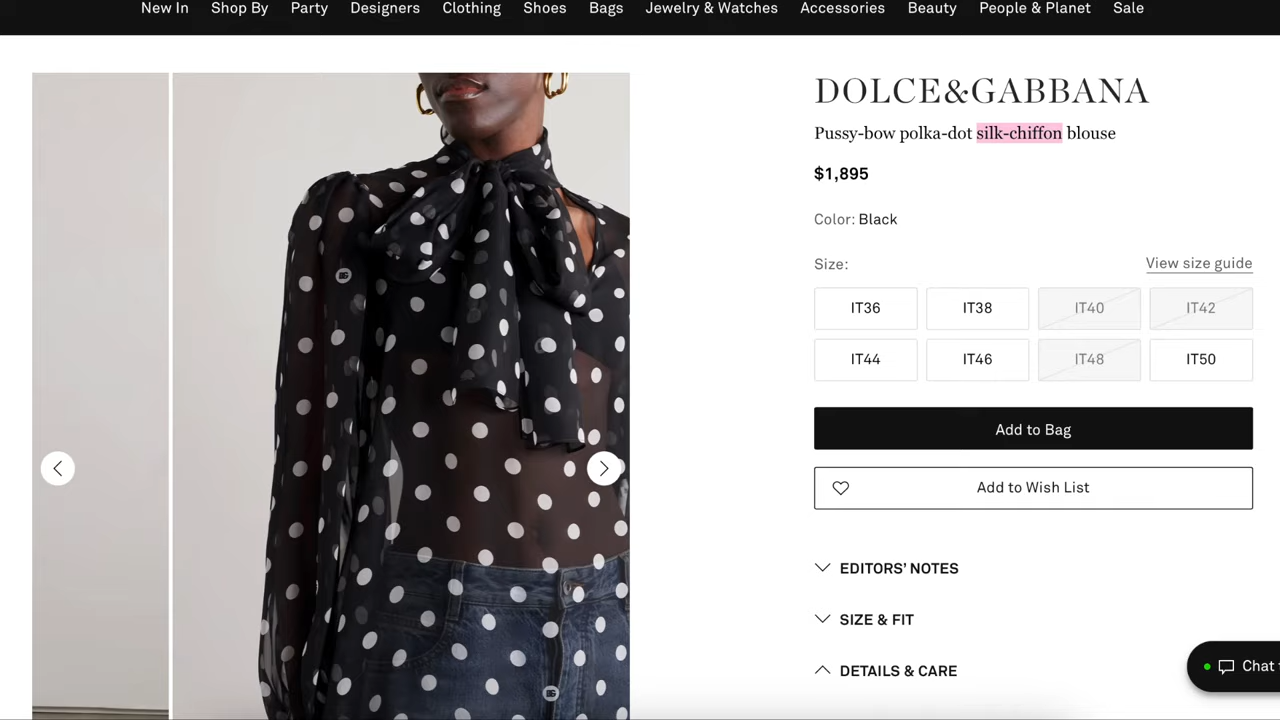 New In Shop By Party Designers Clothing Shoes Bags Jewelry & Watches Accessories Beauty People & Planet Sale
DOLCE&GABBANA
Pussy-bow polka-dot silk-chiffon blouse
$1,895
Color: Black
Size: View size guide
IT36 IT38 IT40 IT42
IT44 IT46 IT48 IT50
Add to Bag
Add to Wish List
EDITORS’ NOTES
SIZE & FIT
DETAILS & CARE
Chat
DG
DG